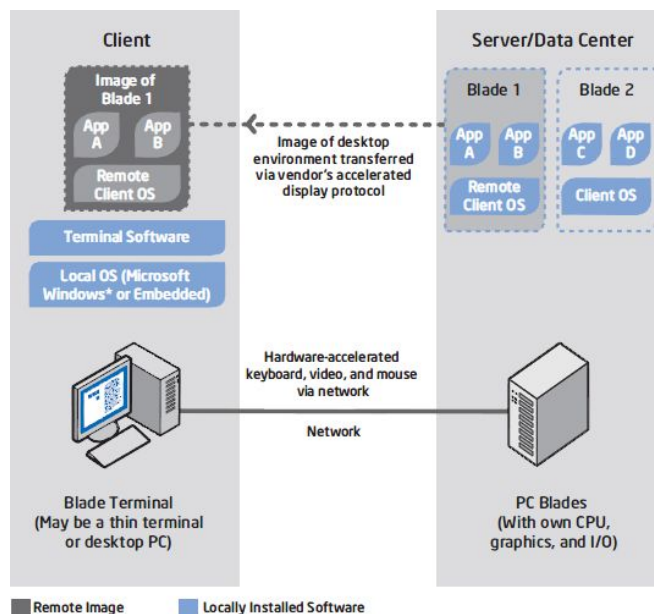 Client
Server/Data Center
Image of
Blade 1
App
A
App
B
Remote
Client OS
Image of desktop
environment transferred
via vendor's accelerated
display protocol
Blade 1
App
A
App
B
Remote
Client OS
Blade 2
App
C
App
D
Client OS
Terminal Software
Local OS (Microsoft
Windows* or Embedded)
Hardware-accelerated
keyboard, video, and mouse
via network
Network
Blade Terminal
(May be a thin terminal
or desktop PC)
PC Blades
(With own CPU,
graphics, and I/O)
Remote Image
Locally Installed Software